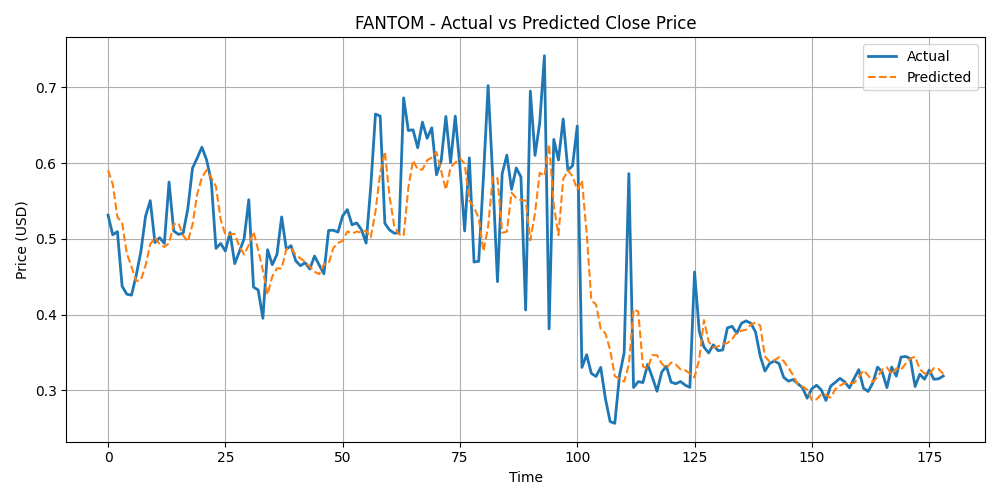 FANTOM - Actual vs Predicted Close Price
Actual
Predicted
Price (USD)
0.7
0.6
0.5
0.4
0.3
0 25 50 75 100 125 150 175
Time